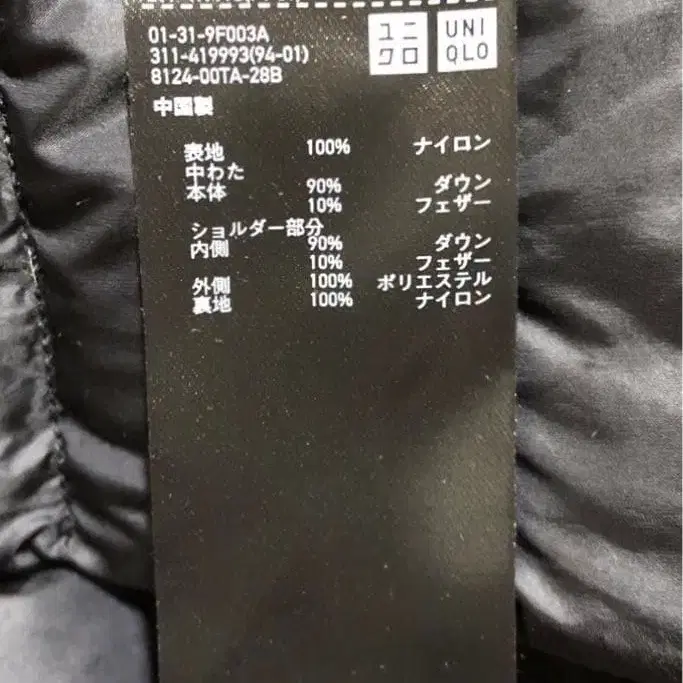 01-31-9F003A
311-419993(94-01)
8124-00TA-28B
ユニ
クロ
UNI
QLO
中国製
表地 100% ナイロン
中わた
本体 90% ダウン
10% フェザー
ショルダー部分
内側 90% ダウン
10% フェザー
外側 100% ポリエステル
裏地 100% ナイロン